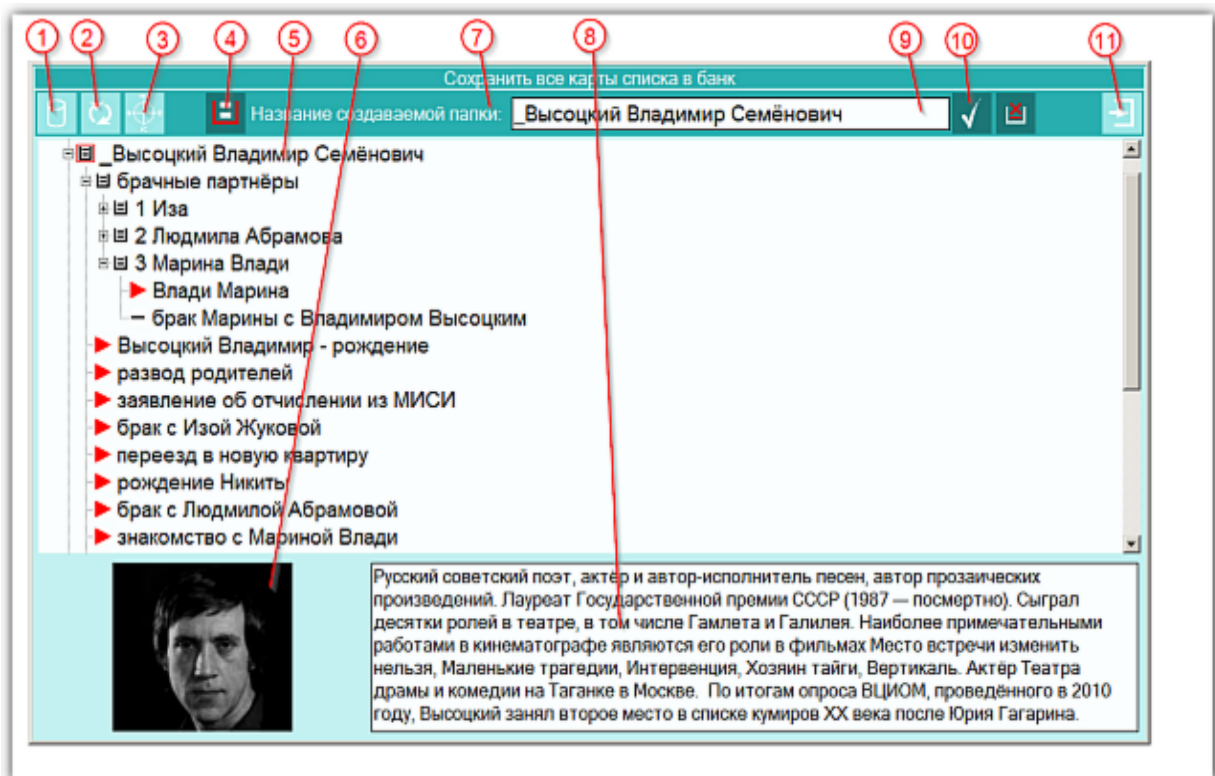 1 2 3 4 5 6 7 8 9 10 11
Сохранить все карты списка в банк
Название создаваемой папки: _Высоцкий Владимир Семёнович
_Высоцкий Владимир Семёнович
брачные партнёры
1 Иза
2 Людмила Абрамова
3 Марина Влади
Влади Марина
брак Марины с Владимиром Высоцким
Высоцкий Владимир - рождение
развод родителей
заявление об отчислении из МИСИ
брак с Изой Жуковой
переезд в новую квартиру
рождение Никиты
брак с Людмилой Абрамовой
знакомство с Мариной Влади
Русский советский поэт, актёр и автор-исполнитель песен, автор прозаических
произведений. Лауреат Государственной премии СССР (1987 — посмертно). Сыграл
десятки ролей в театре, в том числе Гамлета и Галилея. Наиболее примечательными
работами в кинематографе являются его роли в фильмах Место встречи изменить
нельзя, Маленькие трагедии, Интервенция, Хозяин тайги, Вертикаль. Актёр Театра
драмы и комедии на Таганке в Москве. По итогам опроса ВЦИОМ, проведённого в 2010
году, Высоцкий занял второе место в списке кумиров XX века после Юрия Гагарина.